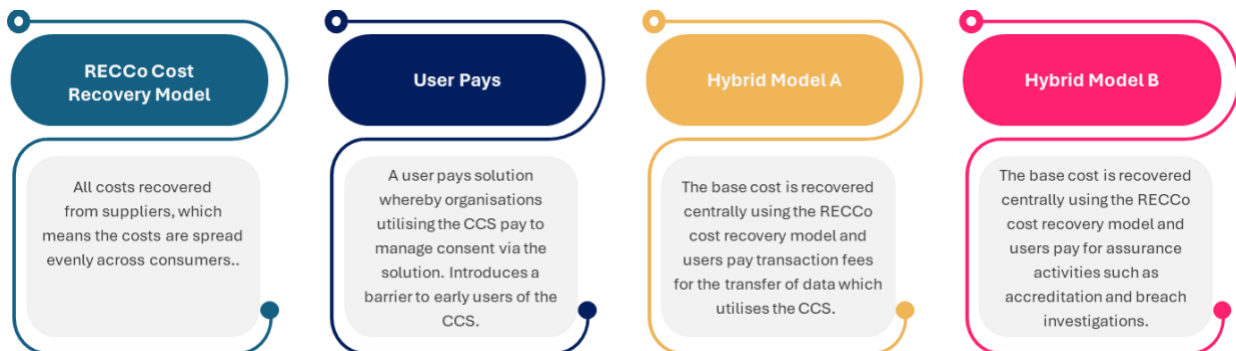 RECCo Cost
Recovery Model
All costs recovered
from suppliers, which
means the costs are spread
evenly across consumers..
User Pays
A user pays solution
whereby organisations
utilising the CCS pay to
manage consent via the
solution. Introduces a
barrier to early users of the
CCS.
Hybrid Model A
The base cost is recovered
centrally using the RECCo
cost recovery model and
users pay transaction fees
for the transfer of data which
utilises the CCS.
Hybrid Model B
The base cost is recovered
centrally using the RECCo
cost recovery model and
users pay for assurance
activities such as
accreditation and breach
investigations.